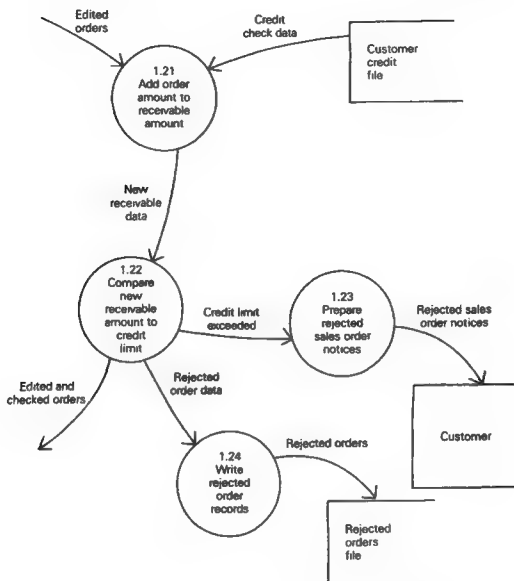 Edited
orders
Credit
check data
Customer
credit
file
1.21
Add order
amount to
receivable
amount
New
receivable
data
1.22
Compare
new
receivable
amount to
credit
limit
Credit limit
exceeded
1.23
Prepare
rejected
sales order
notices
Rejected sales
order notices
Edited and
checked orders
Rejected
order data
Customer
1.24
Write
rejected
order
records
Rejected orders
Rejected
orders
file